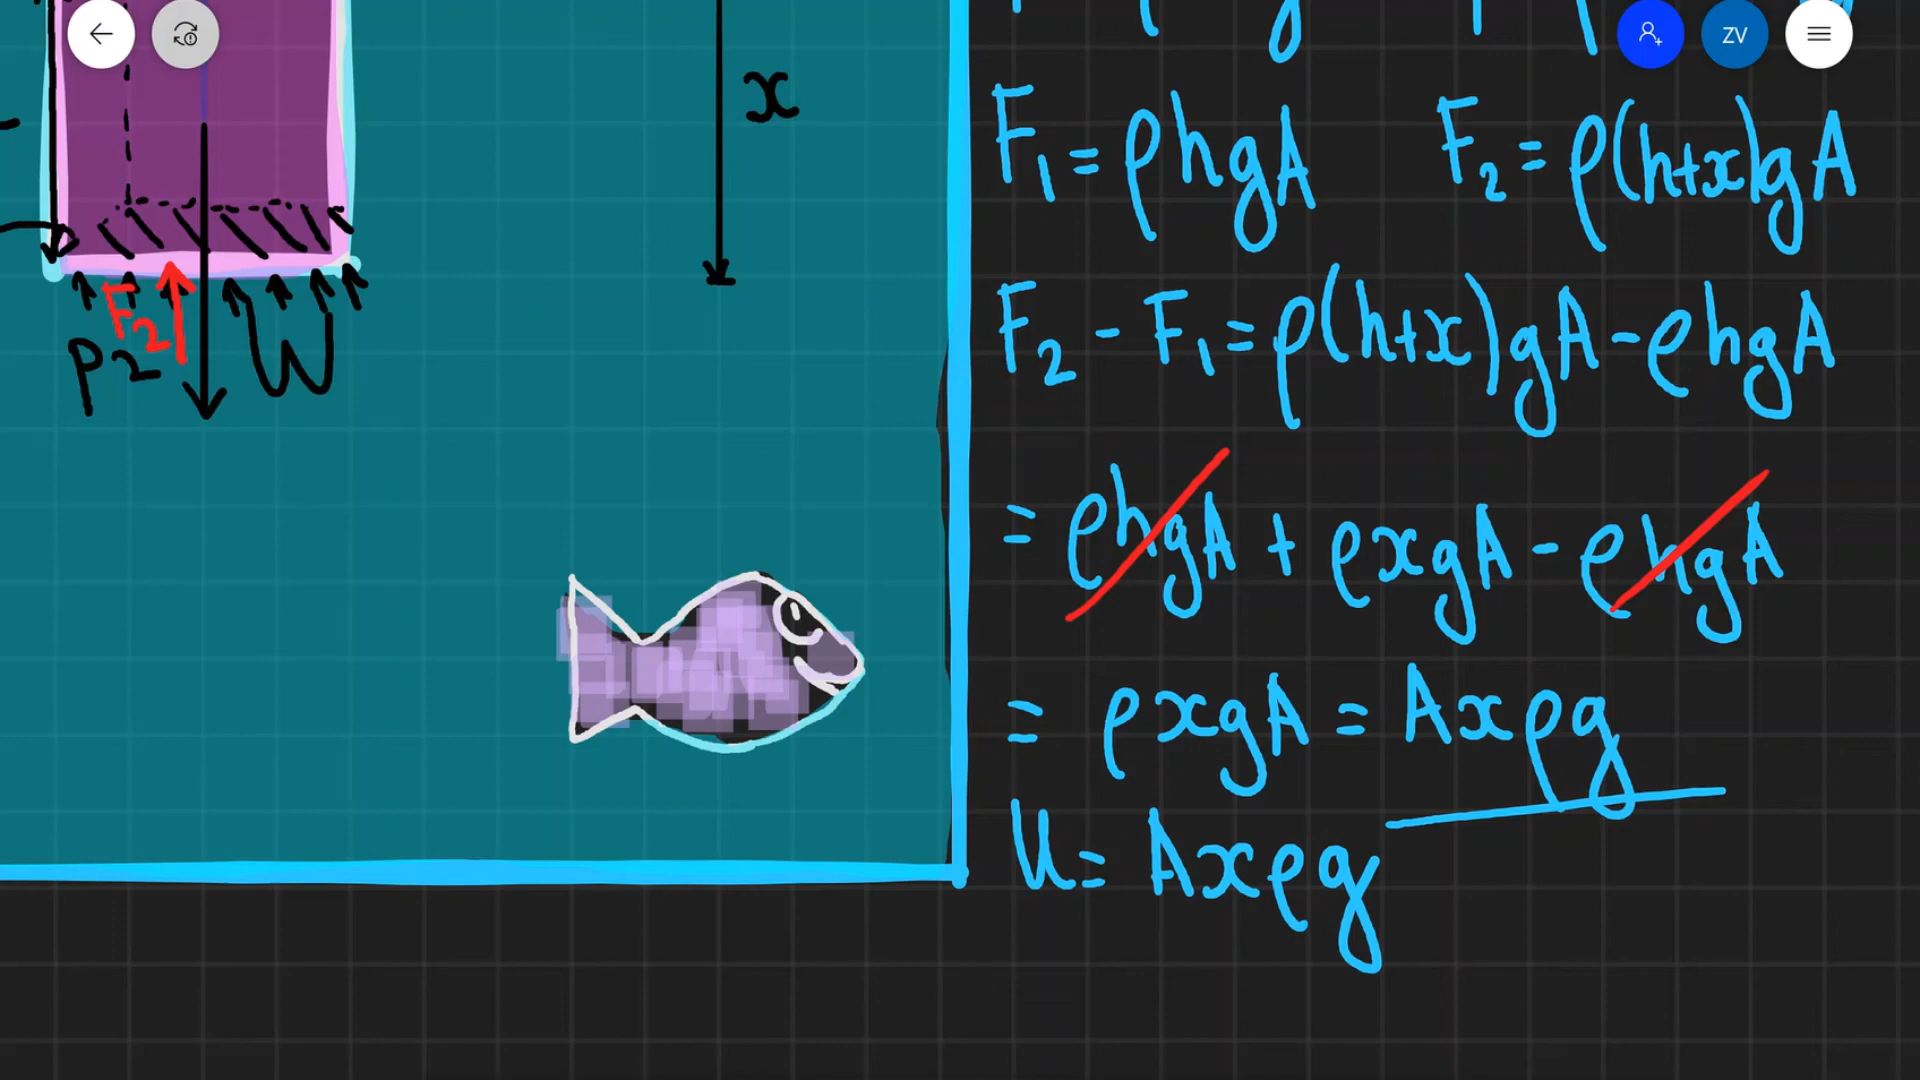 ZV
x
F₁ = ρhgA
F₂ = ρ(h+x)gA
F₂
p₂
W
F₂ - F₁ = ρ(h+x)gA - ρhgA
= ρhgA + ρxgA - ρhgA
= ρxgA = Axρg
U = Axρg